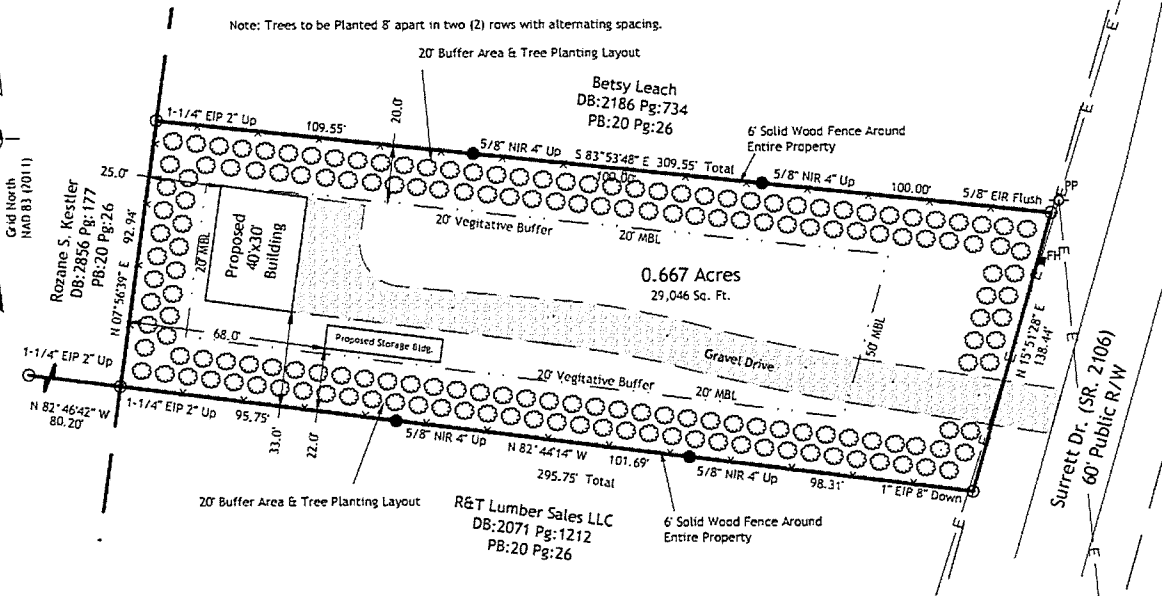 Note: Trees to be Planted 8' apart in two (2) rows with alternating spacing.
20' Buffer Area & Tree Planting Layout
Betsy Leach
DB:2186 Pg:734
PB:20 Pg:26
6' Solid Wood Fence Around
Entire Property
1-1/4" EIP 2" Up
109.55'
20.0'
5/8" NIR 4" Up
S 83°53'48" E 309.55' Total
100.00'
5/8" NIR 4" Up
100.00'
5/8" EIR Flush
PP
Grid North
NAD 83 (2011)
Rozane S. Kestler
DB:2856 Pg:177
PB:20 Pg:26
N 07°56'39" E 92.94'
25.0'
20' MBL
Proposed
40'x30'
Building
20' Vegitative Buffer
20' MBL
0.667 Acres
29,046 Sq. Ft.
FH
N 15°51'28" E
138.44'
50' MBL
68.0'
Proposed Storage Bldg.
Gravel Drive
20' Vegitative Buffer
20' MBL
1-1/4" EIP 2" Up
N 82°46'42" W
80.20'
1-1/4" EIP 2" Up
95.75'
33.0'
22.0'
5/8" NIR 4" Up
N 82°44'14" W
101.69'
295.75' Total
5/8" NIR 4" Up
98.31'
1" EIP 8" Down
20' Buffer Area & Tree Planting Layout
R&T Lumber Sales LLC
DB:2071 Pg:1212
PB:20 Pg:26
6' Solid Wood Fence Around
Entire Property
Surrett Dr. (SR. 2106)
60' Public R/W
E
E
E
E
E
E
E
E